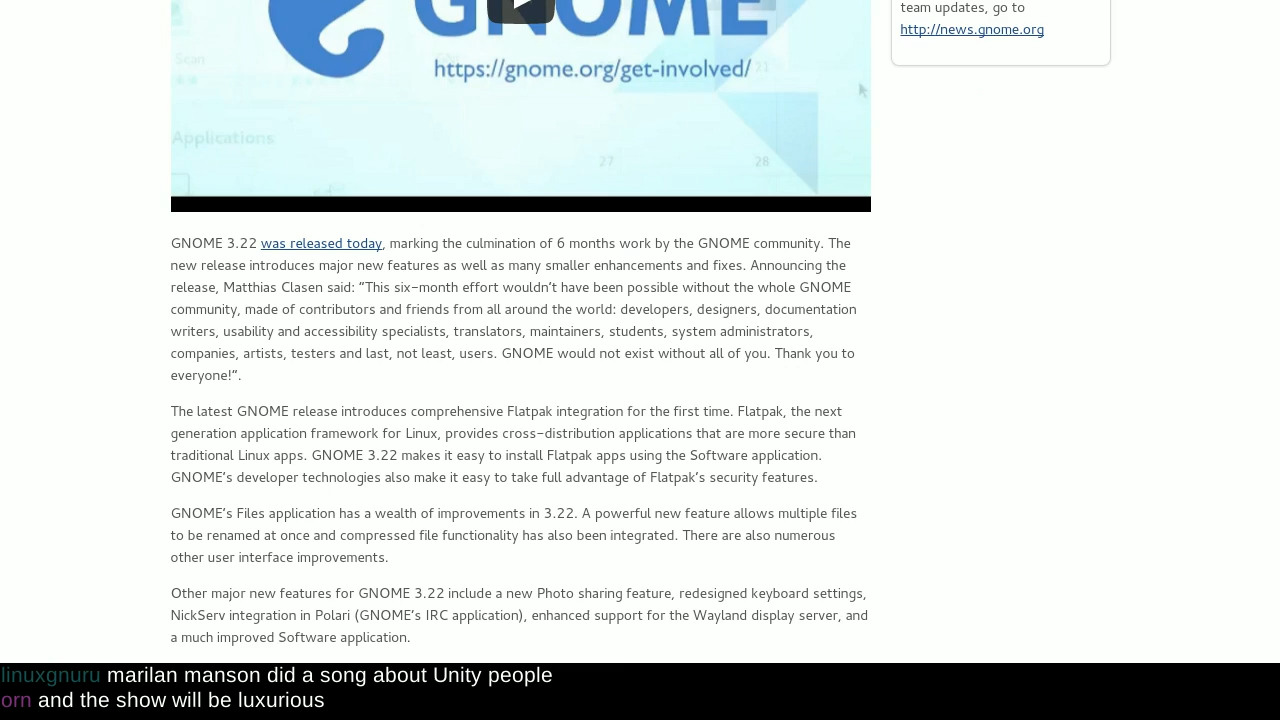 GNOME
team updates, go to
http://news.gnome.org
Scan
21
https://gnome.org/get-involved/
Applications
27
28
GNOME 3.22 was released today, marking the culmination of 6 months work by the GNOME community. The
new release introduces major new features as well as many smaller enhancements and fixes. Announcing the
release, Matthias Clasen said: “This six-month effort wouldn’t have been possible without the whole GNOME
community, made of contributors and friends from all around the world: developers, designers, documentation
writers, usability and accessibility specialists, translators, maintainers, students, system administrators,
companies, artists, testers and last, not least, users. GNOME would not exist without all of you. Thank you to
everyone!”.
The latest GNOME release introduces comprehensive Flatpak integration for the first time. Flatpak, the next
generation application framework for Linux, provides cross-distribution applications that are more secure than
traditional Linux apps. GNOME 3.22 makes it easy to install Flatpak apps using the Software application.
GNOME’s developer technologies also make it easy to take full advantage of Flatpak’s security features.
GNOME’s Files application has a wealth of improvements in 3.22. A powerful new feature allows multiple files
to be renamed at once and compressed file functionality has also been integrated. There are also numerous
other user interface improvements.
Other major new features for GNOME 3.22 include a new Photo sharing feature, redesigned keyboard settings,
NickServ integration in Polari (GNOME’s IRC application), enhanced support for the Wayland display server, and
a much improved Software application.
linuxgnuru marilan manson did a song about Unity people
orn and the show will be luxurious